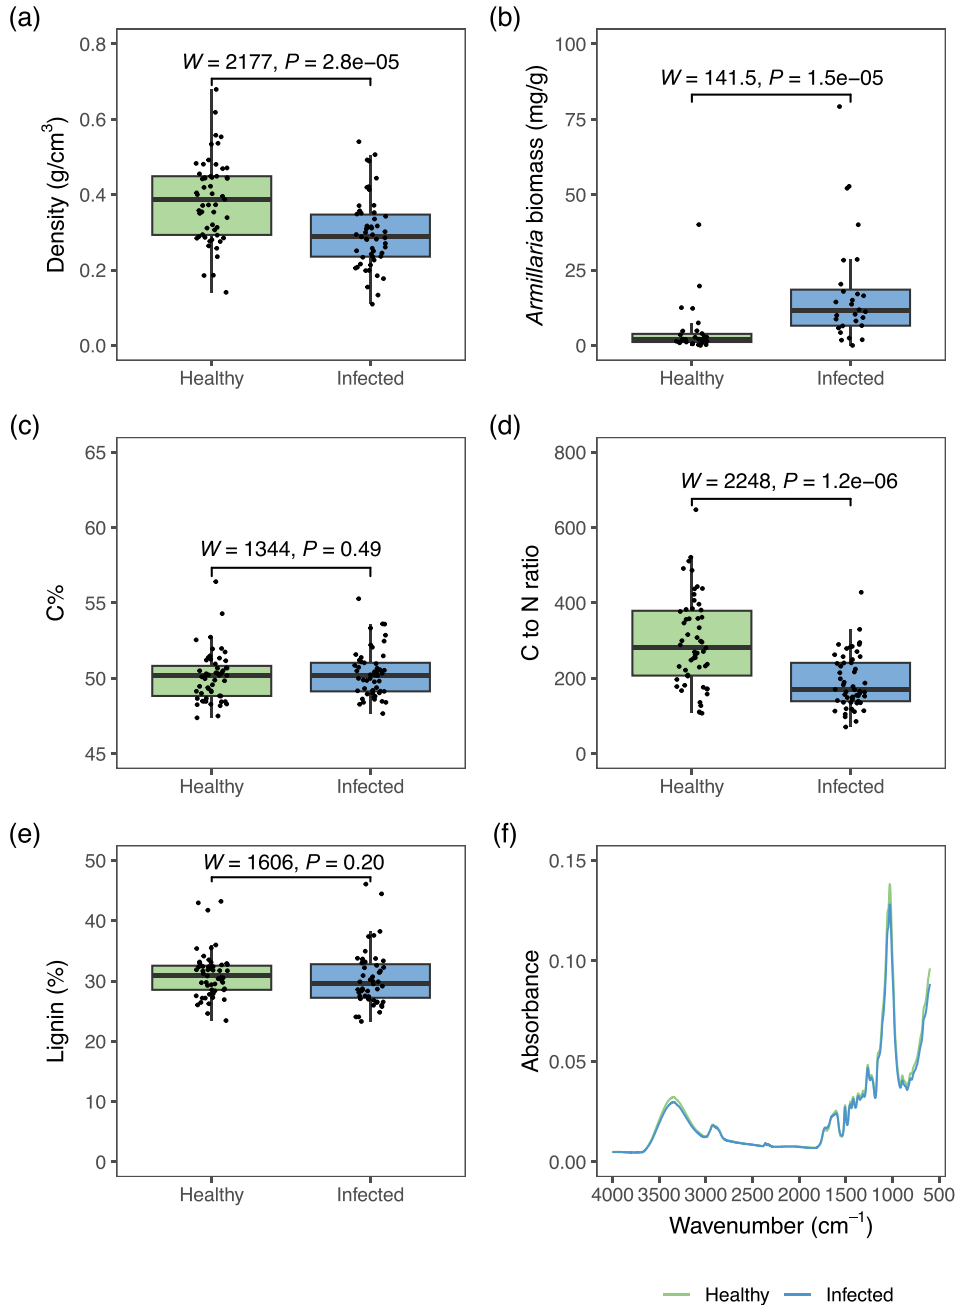 (a)
W = 2177, P = 2.8e−05
Density (g/cm³)
0.8
0.6
0.4
0.2
0.0
Healthy
Infected
(b)
W = 141.5, P = 1.5e−05
Armillaria biomass (mg/g)
100
75
50
25
0
Healthy
Infected
(c)
W = 1344, P = 0.49
C%
65
60
55
50
45
Healthy
Infected
(d)
W = 2248, P = 1.2e−06
C to N ratio
800
600
400
200
0
Healthy
Infected
(e)
W = 1606, P = 0.20
Lignin (%)
50
40
30
20
10
0
Healthy
Infected
(f)
Absorbance
0.15
0.10
0.05
0.00
4000 3500 3000 2500 2000 1500 1000 500
Wavenumber (cm⁻¹)
Healthy
Infected